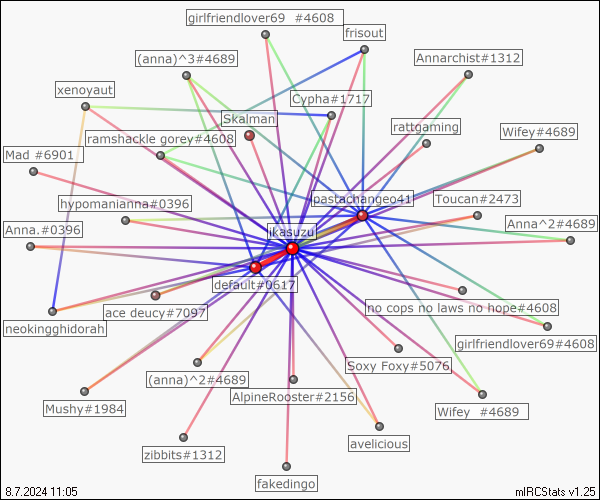 girlfriendlover69 #4608
frisout
(anna)^3#4689
Annarchist#1312
xenoyaut
Cypha#1717
Skalman
rattgaming
ramshackle gorey#4608
Wifey#4689
Mad #6901
pastachangeo41
Toucan#2473
hypomanianna#0396
Anna.#0396
ikasuzu
Anna^2#4689
default#0617
ace deucy#7097
no cops no laws no hope#4608
neokingghidorah
girlfriendlover69#4608
Soxy Foxy#5076
(anna)^2#4689
AlpineRooster#2156
Mushy#1984
Wifey #4689
avelicious
zibbits#1312
fakedingo
8.7.2024 11:05
mIRCStats v1.25